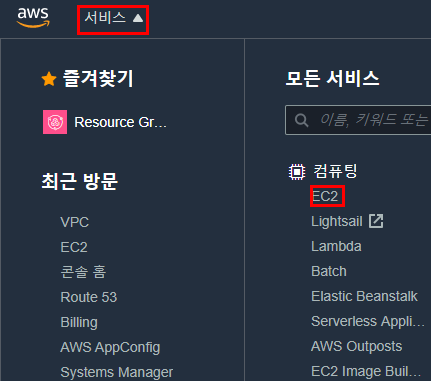 aws
서비스
즐겨찾기
Resource Gr...
최근 방문
VPC
EC2
콘솔 홈
Route 53
Billing
AWS AppConfig
Systems Manager
모든 서비스
이름, 키워드 또는
컴퓨팅
EC2
Lightsail
Lambda
Batch
Elastic Beanstalk
Serverless Appli...
AWS Outposts
EC2 Image Buil...